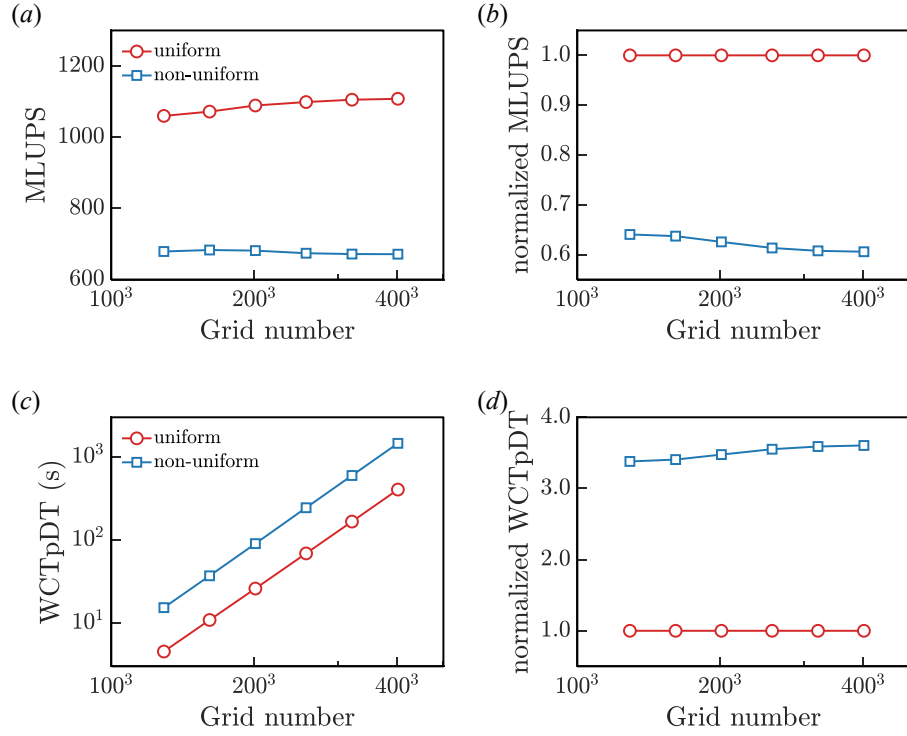 (a)
MLUPS
1200
1000
800
600
uniform
non-uniform
100³ 200³ 400³
Grid number
(b)
normalized MLUPS
1.0
0.9
0.8
0.7
0.6
100³ 200³ 400³
Grid number
(c)
WCTpDT (s)
10³
10²
10¹
uniform
non-uniform
100³ 200³ 400³
Grid number
(d)
normalized WCTpDT
4.0
3.0
2.0
1.0
100³ 200³ 400³
Grid number